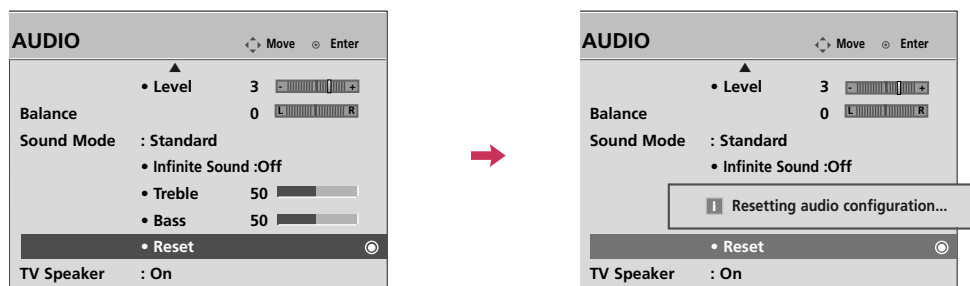 AUDIO Move Enter
• Level 3 - +
Balance 0 L R
Sound Mode : Standard
• Infinite Sound :Off
• Treble 50
• Bass 50
• Reset
TV Speaker : On
AUDIO Move Enter
• Level 3 - +
Balance 0 L R
Sound Mode : Standard
• Infinite Sound :Off
Resetting audio configuration...
• Reset
TV Speaker : On